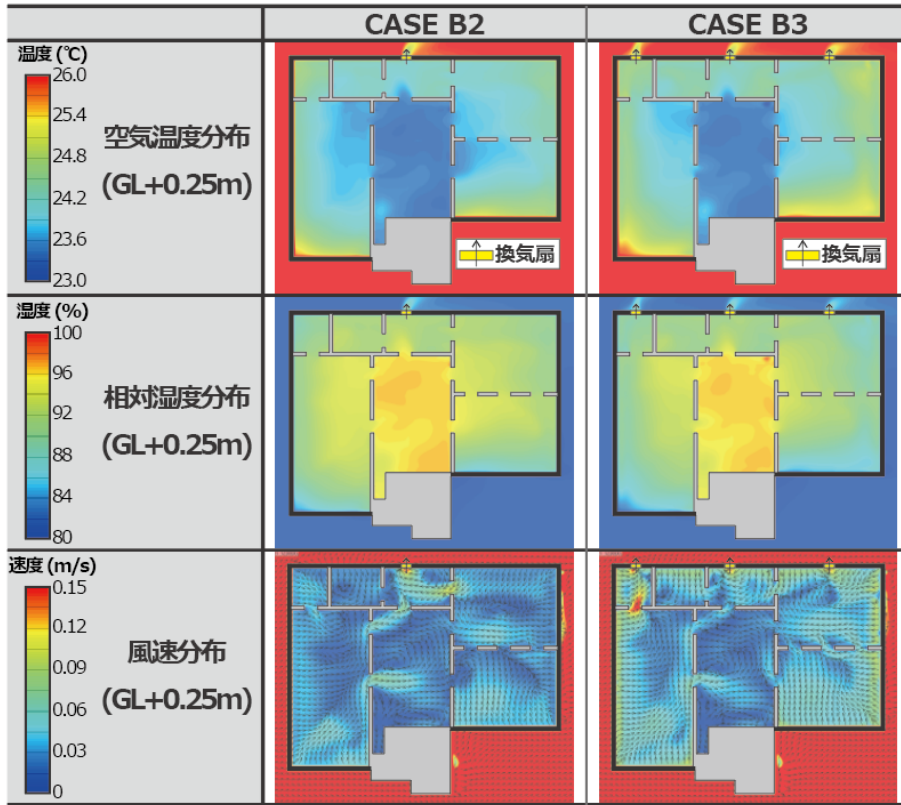 CASE B2
CASE B3
温度 (℃)
26.0
25.4
24.8
24.2
23.6
23.0
空気温度分布
(GL+0.25m)
換気扇
換気扇
湿度 (%)
100
96
92
88
84
80
相対湿度分布
(GL+0.25m)
速度 (m/s)
0.15
0.12
0.09
0.06
0.03
0
風速分布
(GL+0.25m)